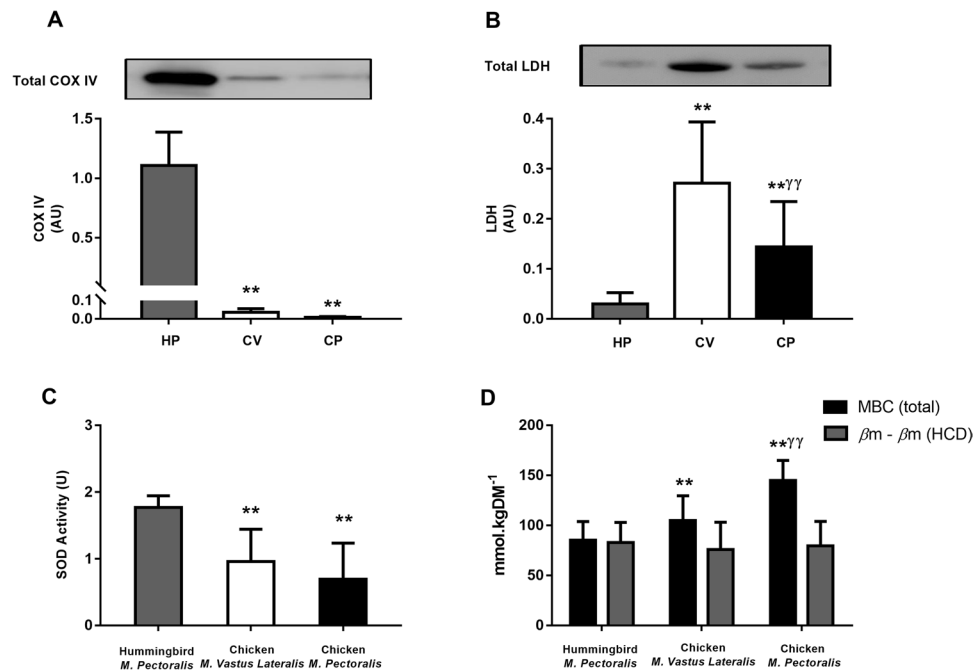 A
Total COX IV
COX IV
(AU)
1.5
1.0
0.5
0.1
0.0
**
**
HP
CV
CP
B
Total LDH
LDH
(AU)
0.4
0.3
0.2
0.1
0.0
**
**γγ
HP
CV
CP
C
SOD Activity (U)
3
2
1
0
**
**
Hummingbird
M. Pectoralis
Chicken
M. Vastus Lateralis
Chicken
M. Pectoralis
D
MBC (total)
βm - βm (HCD)
mmol.kgDM⁻¹
200
150
100
50
0
**
**γγ
Hummingbird
M. Pectoralis
Chicken
M. Vastus Lateralis
Chicken
M. Pectoralis